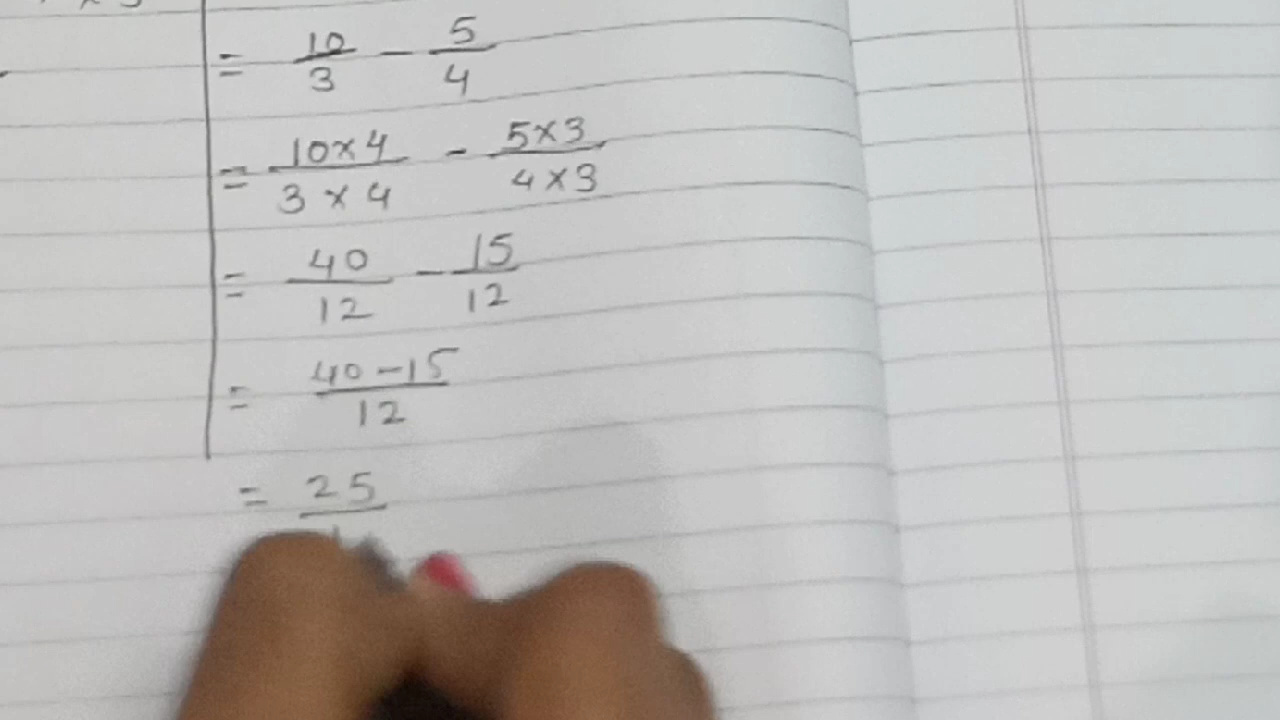 = 10/3 - 5/4
= 10×4/3×4 - 5×3/4×3
= 40/12 - 15/12
= 40-15/12
= 25/